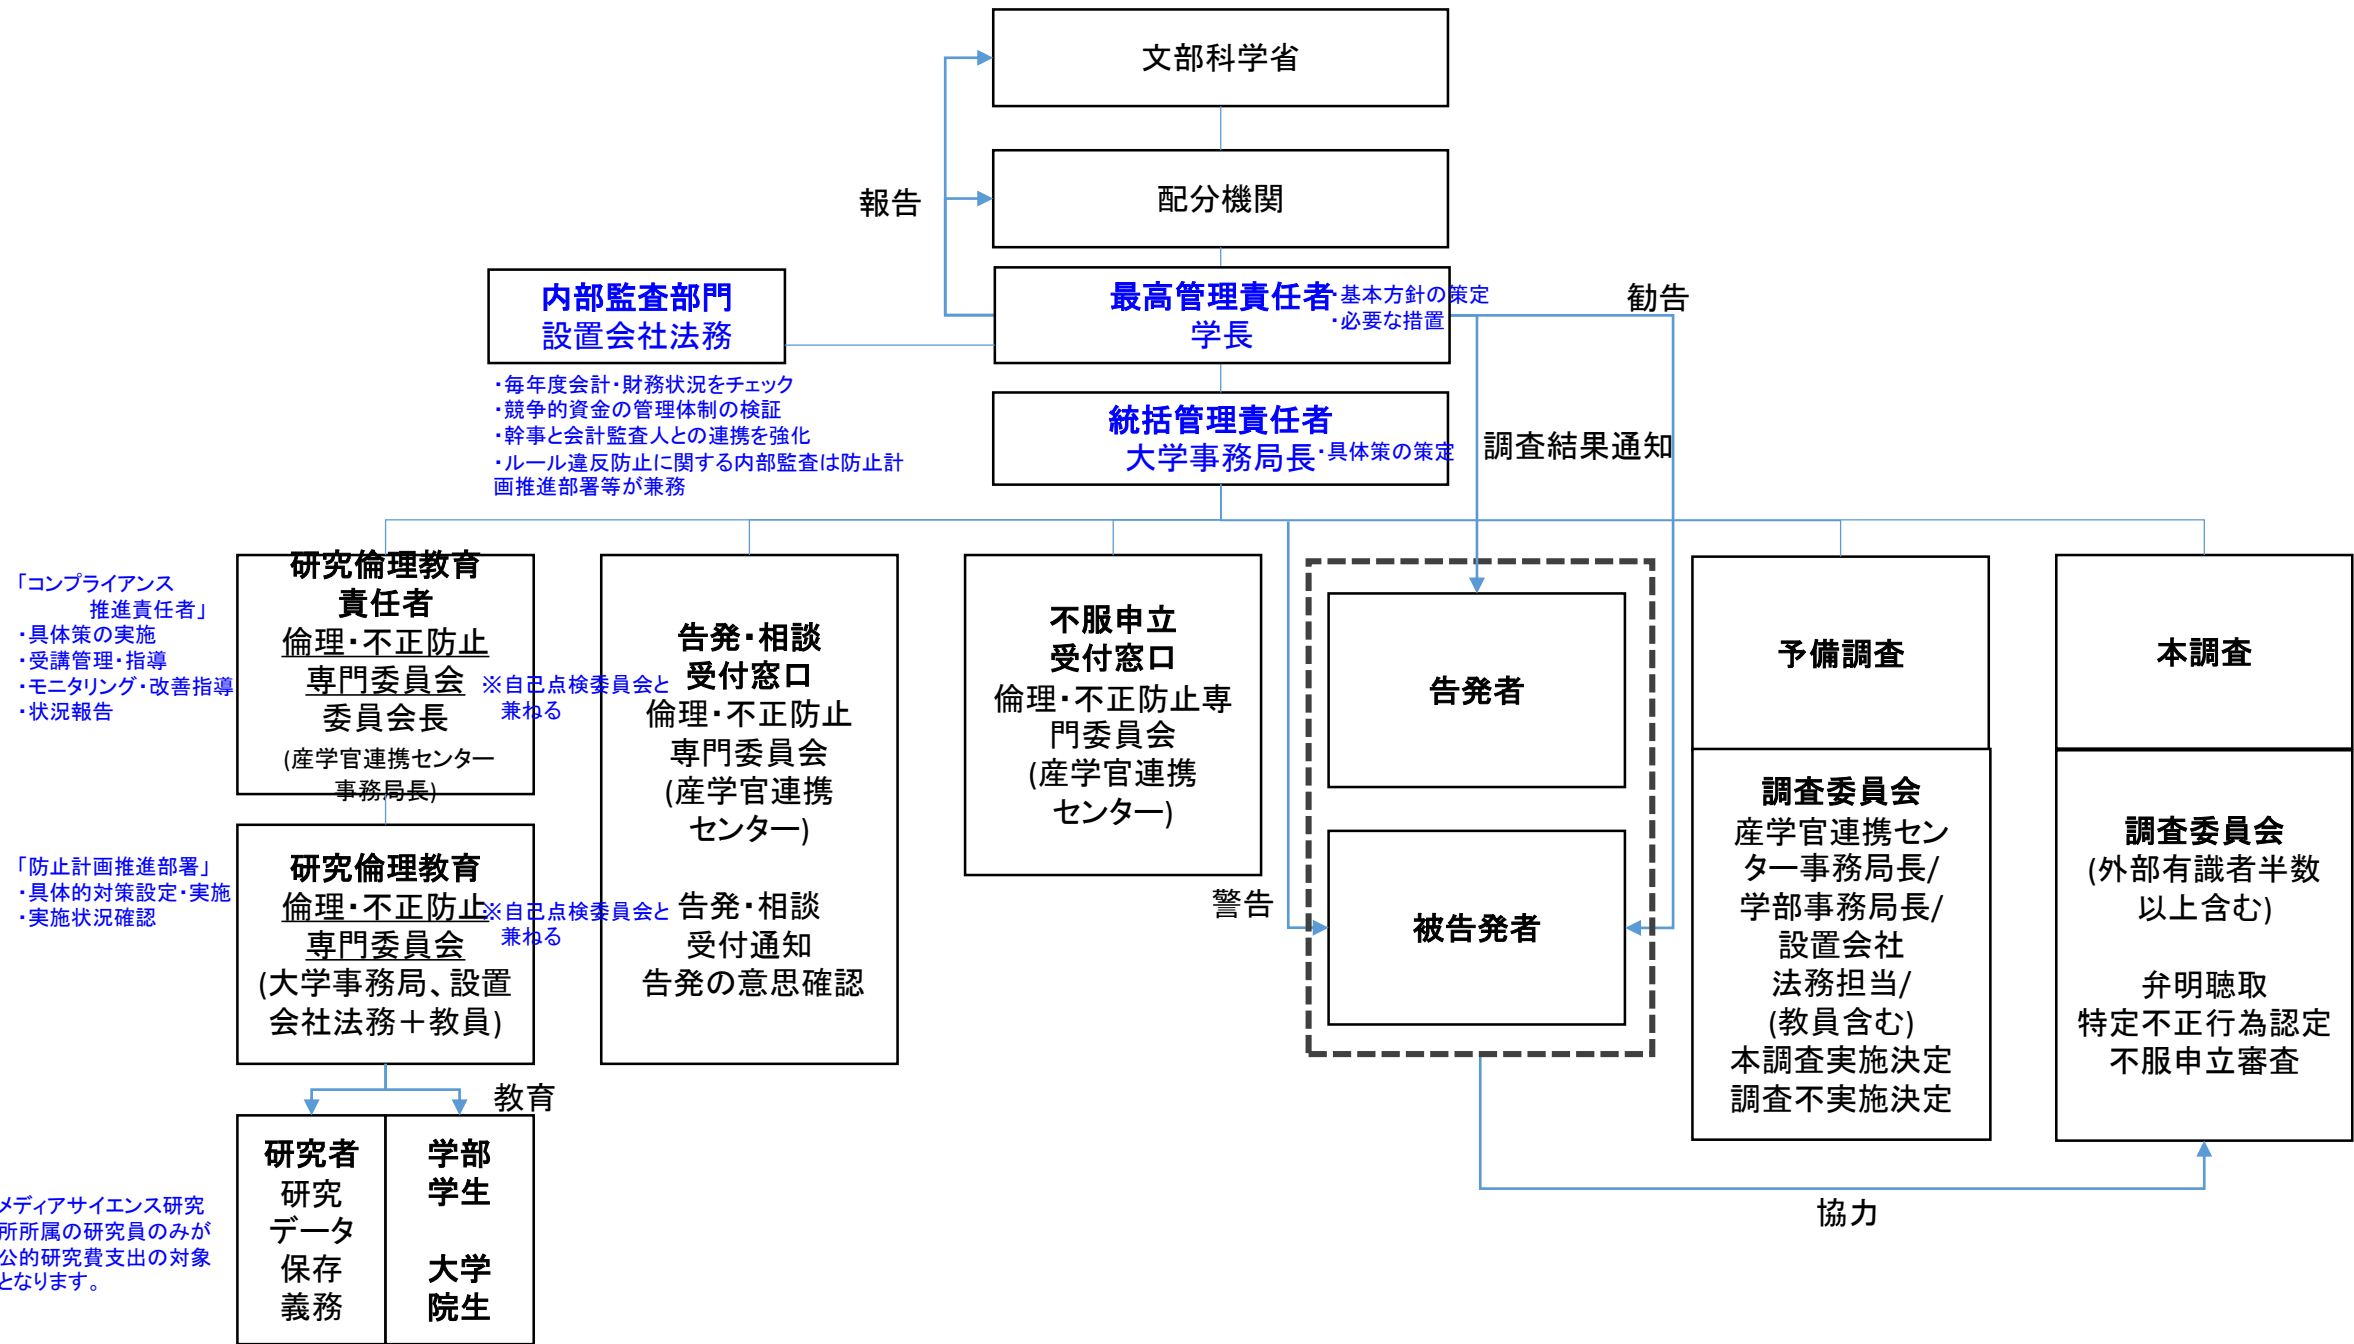 文部科学省
報告
配分機関
内部監査部門
設置会社法務
最高管理責任者
学長
・基本方針の策定
・必要な措置
勧告
・毎年度会計・財務状況をチェック
・競争的資金の管理体制の検証
・幹事と会計監査人との連携を強化
・ルール違反防止に関する内部監査は防止計
画推進部署等が兼務
統括管理責任者
大学事務局長
・具体策の策定
調査結果通知
「コンプライアンス
推進責任者」
・具体策の実施
・受講管理・指導
・モニタリング・改善指導
・状況報告
研究倫理教育
責任者
倫理・不正防止
専門委員会
委員会長
(産学官連携センター
事務局長)
※自己点検委員会と
兼ねる
「防止計画推進部署」
・具体的対策設定・実施
・実施状況確認
研究倫理教育
倫理・不正防止
専門委員会
(大学事務局、設置
会社法務＋教員)
※自己点検委員会と
兼ねる
教育
メディアサイエンス研究
所所属の研究員のみが
公的研究費支出の対象
となります。
研究者
研究
データ
保存
義務
学部
学生
大学
院生
告発・相談
受付窓口
倫理・不正防止
専門委員会
(産学官連携
センター)
告発・相談
受付通知
告発の意思確認
不服申立
受付窓口
倫理・不正防止専
門委員会
(産学官連携
センター)
警告
告発者
被告発者
予備調査
調査委員会
産学官連携セン
ター事務局長/
学部事務局長/
設置会社
法務担当/
(教員含む)
本調査実施決定
調査不実施決定
本調査
調査委員会
(外部有識者半数
以上含む)
弁明聴取
特定不正行為認定
不服申立審査
協力